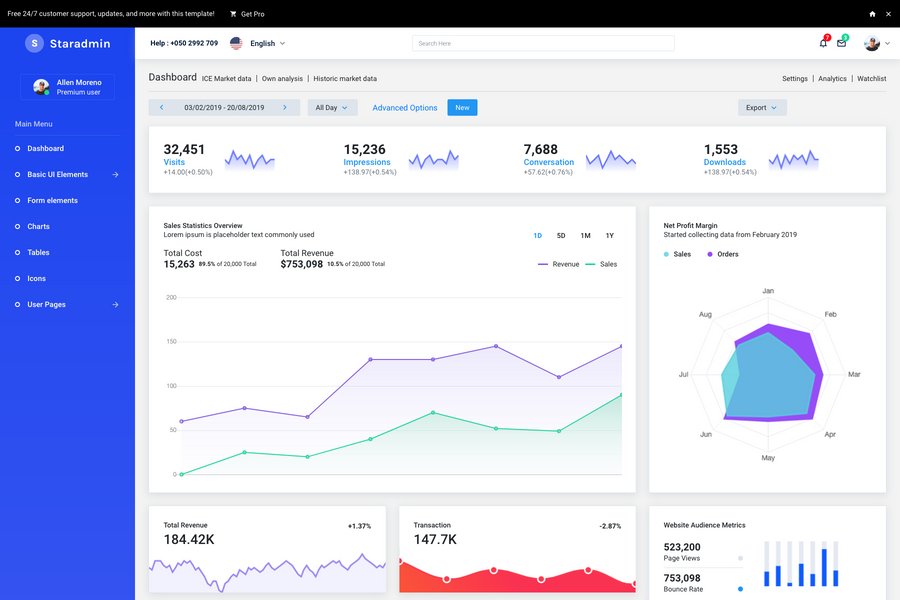 Free 24/7 customer support, updates, and more with this template!
Get Pro
S Staradmin
Help : +050 2992 709
English
Search Here
7
5
Allen Moreno
Premium user
Main Menu
Dashboard
Basic UI Elements
Form elements
Charts
Tables
Icons
User Pages
Dashboard ICE Market data | Own analysis | Historic market data
Settings | Analytics | Watchlist
03/02/2019 - 20/08/2019
All Day
Advanced Options
New
Export
32,451
Visits
+14.00(+0.50%)
15,236
Impressions
+138.97(+0.54%)
7,688
Conversation
+57.62(+0.76%)
1,553
Downloads
+138.97(+0.54%)
Sales Statistics Overview
Lorem ipsum is placeholder text commonly used
1D 5D 1M 1Y
Total Cost
15,263 89.5% of 20,000 Total
Total Revenue
$753,098 10.5% of 20,000 Total
Revenue Sales
200
150
100
50
0
Net Profit Margin
Started collecting data from February 2019
Sales Orders
Jan
Feb
Mar
Apr
May
Jun
Jul
Aug
Total Revenue
+1.37%
184.42K
Transaction
-2.87%
147.7K
Website Audience Metrics
523,200
Page Views
753,098
Bounce Rate